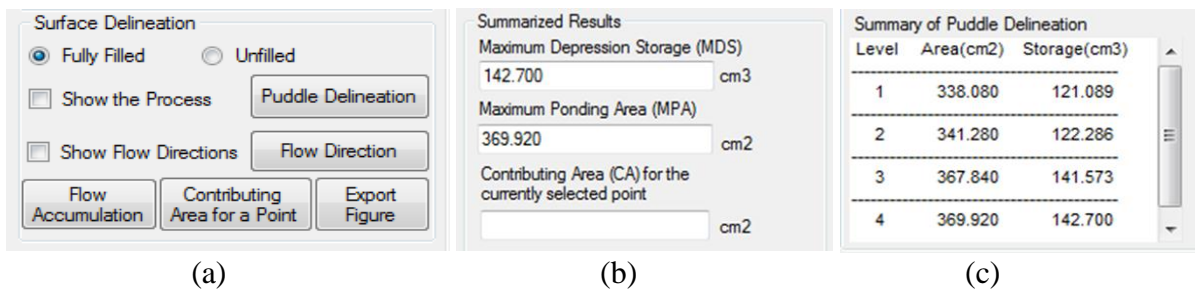 Surface Delineation
Fully Filled Unfilled
Show the Process Puddle Delineation
Show Flow Directions Flow Direction
Flow Accumulation Contributing Area for a Point Export Figure
(a)
Summarized Results
Maximum Depression Storage (MDS)
142.700 cm3
Maximum Ponding Area (MPA)
369.920 cm2
Contributing Area (CA) for the
currently selected point
cm2
(b)
Summary of Puddle Delineation
Level Area(cm2) Storage(cm3)
1 338.080 121.089
2 341.280 122.286
3 367.840 141.573
4 369.920 142.700
(c)